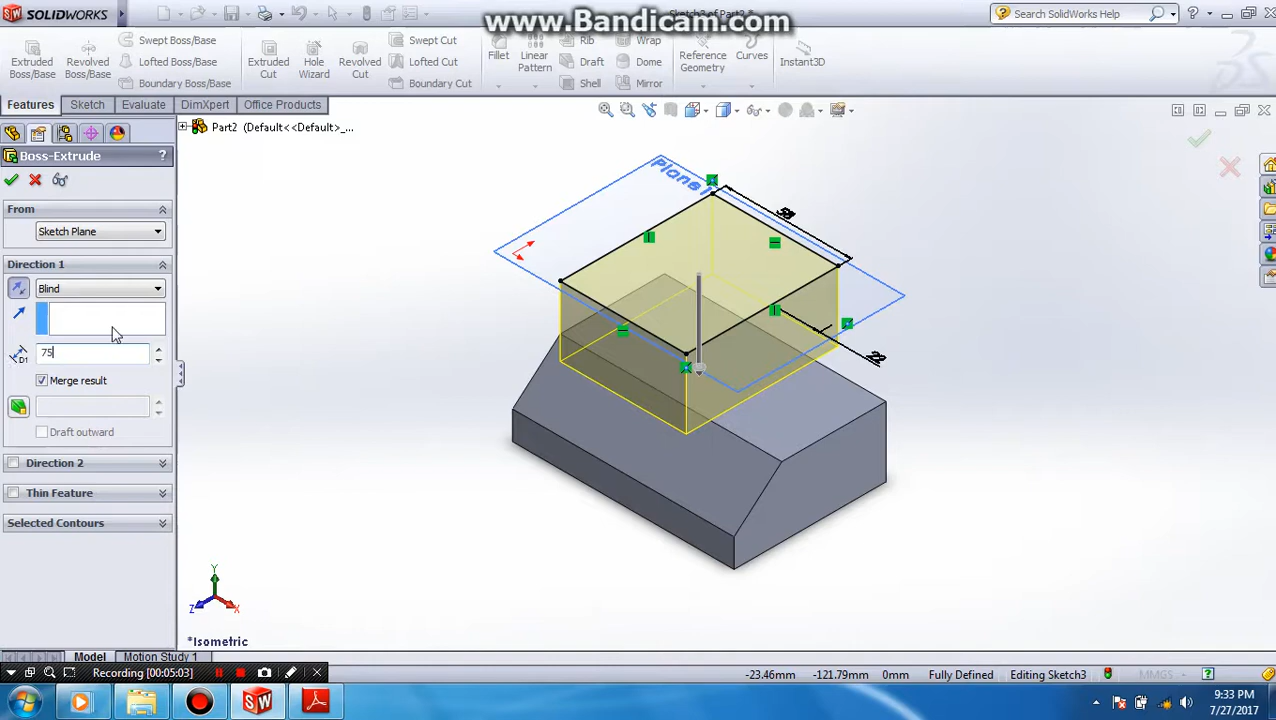 SOLIDWORKS
www.Bandicam.com
Search SolidWorks Help
Extruded Boss/Base
Revolved Boss/Base
Swept Boss/Base
Lofted Boss/Base
Boundary Boss/Base
Extruded Cut
Hole Wizard
Revolved Cut
Swept Cut
Lofted Cut
Boundary Cut
Fillet
Linear Pattern
Rib
Draft
Shell
Wrap
Dome
Mirror
Reference Geometry
Curves
Instant3D
Features
Sketch
Evaluate
DimXpert
Office Products
Part2 (Default<<Default>_...
Boss-Extrude
?
From
Sketch Plane
Direction 1
Blind
D1
75
Merge result
Draft outward
Direction 2
Thin Feature
Selected Contours
Plane
Y
Z
X
*Isometric
Model
Motion Study 1
Recording [00:05:03]
-23.46mm
-121.79mm
0mm
Fully Defined
Editing Sketch3
MMGS
?
9:33 PM
7/27/2017